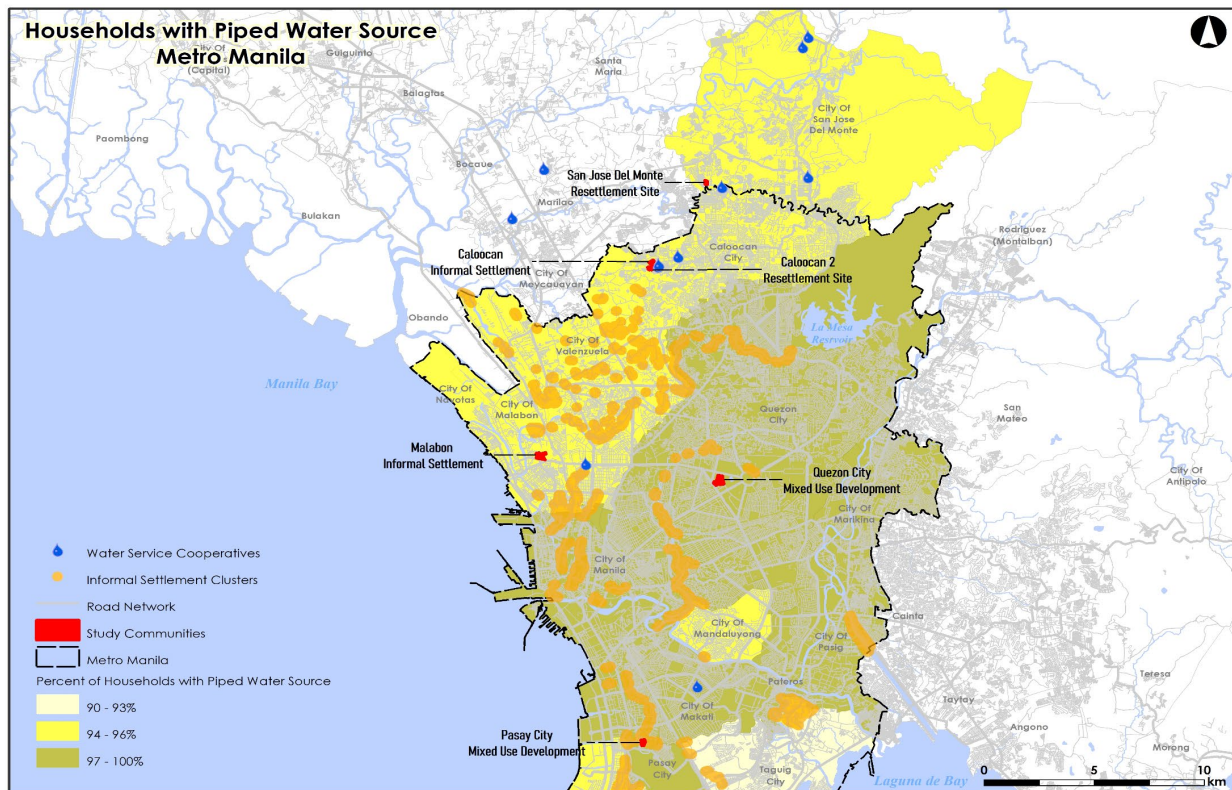 Households with Piped Water Source
Metro Manila
City Of
(Capital)
Guiguinto
Santa
Maria
Balagtas
Paombong
City Of
San Jose
Del Monte
Bocaue
San Jose Del Monte
Resettlement Site
Marilao
Bulakan
Rodriguez
(Montalban)
Caloocan
City
Caloocan
Informal Settlement
Caloocan 2
Resettlement Site
City Of
Meycauayan
Obando
La Mesa
Resrvoir
City Of
Valenzuela
Manila Bay
City Of
Navotas
City Of
Malabon
Quezon
City
San
Mateo
Malabon
Informal Settlement
Quezon City
Mixed Use Development
City Of
Antipolo
City Of
Marikina
City of
Manila
Water Service Cooperatives
Informal Settlement Clusters
Road Network
Study Communities
Metro Manila
Percent of Households with Piped Water Source
90 - 93%
94 - 96%
97 - 100%
Cainta
City Of
Mandaluyong
City Of
Pasig
Pateros
Teresa
Taytay
City Of
Makati
Angono
Pasay City
Mixed Use Development
Morong
Pasay
City
Taguig
City
Laguna de Bay
0 5 10
km